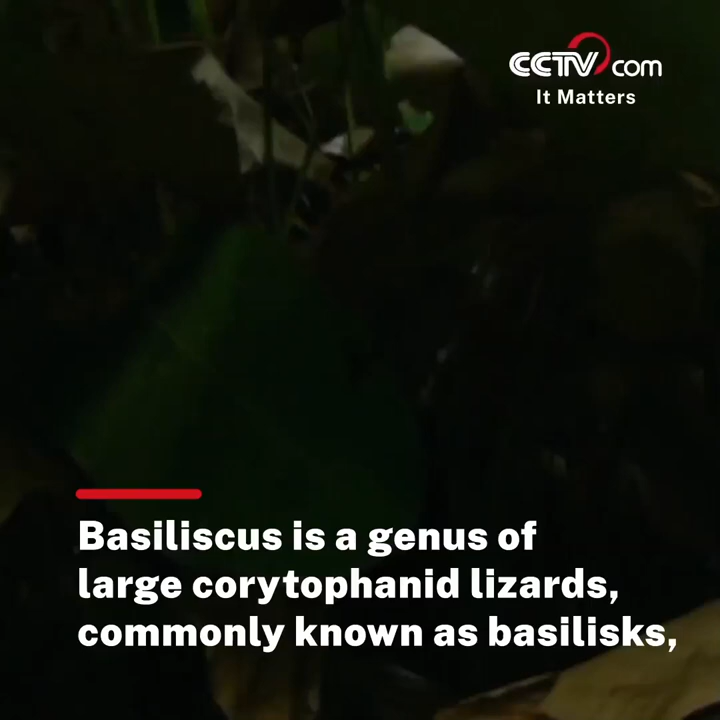 CCTV com
It Matters
Basiliscus is a genus of
large corytophanid lizards,
commonly known as basilisks,